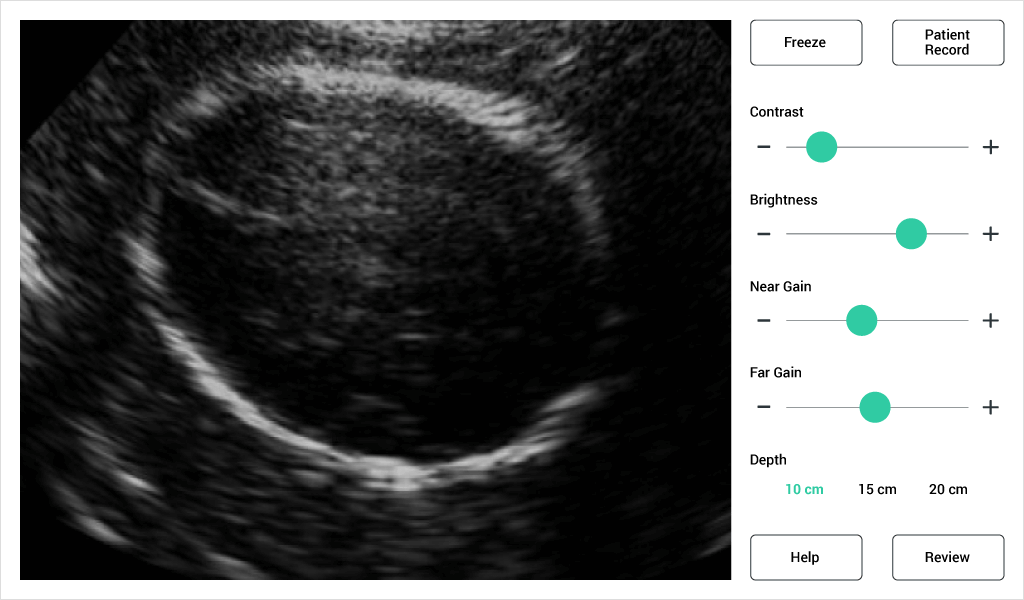 Freeze
Patient
Record
Contrast
− +
Brightness
− +
Near Gain
− +
Far Gain
− +
Depth
10 cm 15 cm 20 cm
Help Review